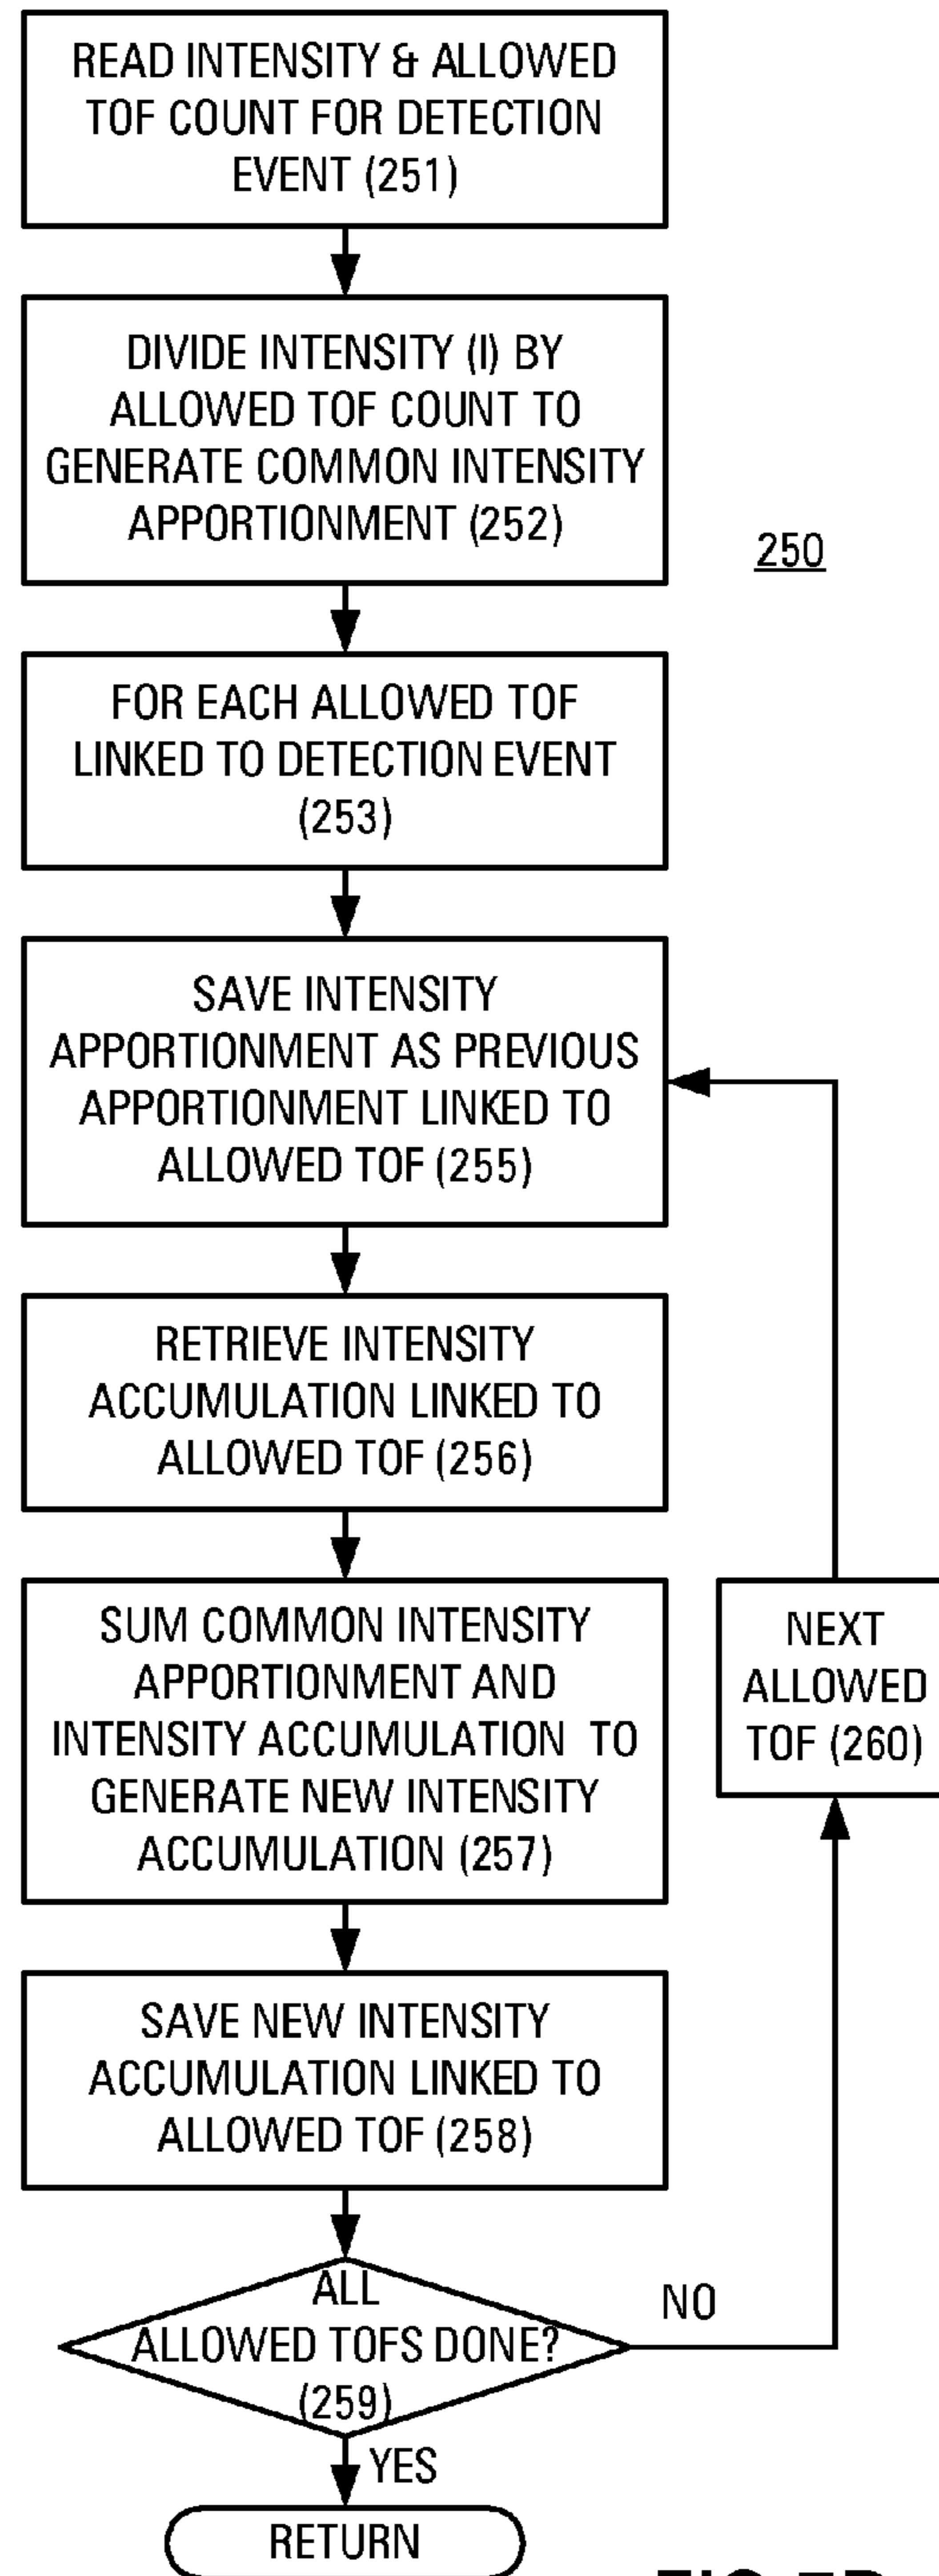 READ INTENSITY & ALLOWED
TOF COUNT FOR DETECTION
EVENT (251)
DIVIDE INTENSITY (I) BY
ALLOWED TOF COUNT TO
GENERATE COMMON INTENSITY
APPORTIONMENT (252)
250
FOR EACH ALLOWED TOF
LINKED TO DETECTION EVENT
(253)
SAVE INTENSITY
APPORTIONMENT AS PREVIOUS
APPORTIONMENT LINKED TO
ALLOWED TOF (255)
RETRIEVE INTENSITY
ACCUMULATION LINKED TO
ALLOWED TOF (256)
SUM COMMON INTENSITY
APPORTIONMENT AND
INTENSITY ACCUMULATION TO
GENERATE NEW INTENSITY
ACCUMULATION (257)
NEXT
ALLOWED
TOF (260)
SAVE NEW INTENSITY
ACCUMULATION LINKED TO
ALLOWED TOF (258)
ALL
ALLOWED TOFS DONE?
(259)
NO
YES
RETURN